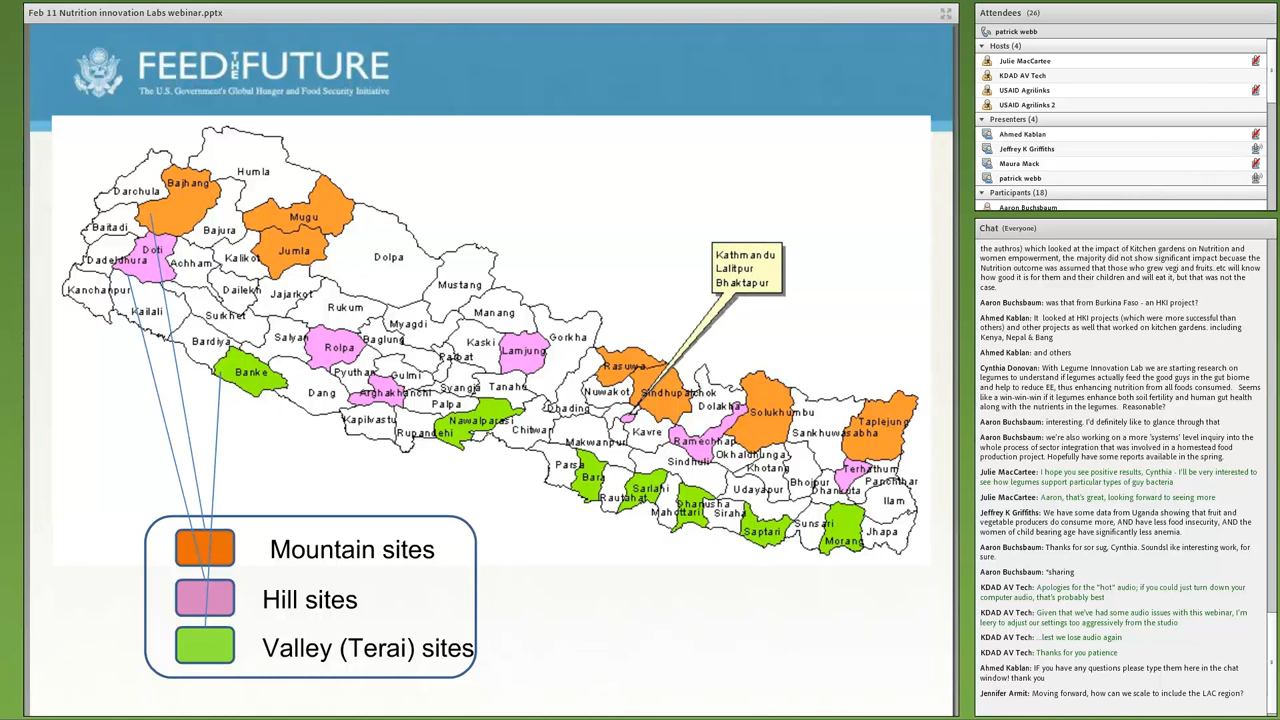 Feb 11 Nutrition innovation Labs webinar.pptx
FEED THE FUTURE
The U.S. Government's Global Hunger and Food Security Initiative
Humla
Bajhang
Darchula
Mugu
Baitadi
Bajura
Doti
Jumla
Dadeldhura
Achham
Kalikot
Dolpa
Kanchanpur
Dailekh
Jajarkot
Mustang
Kailali
Surkhet
Rukum
Manang
Myagdi
Bardiya
Salyan
Rolpa
Baglung
Kaski
Lamjung
Gorkha
Parbat
Banke
Pyuthan
Gulmi
Dang
Arghakhanchi
Syangja
Tanahu
Palpa
Kapilvastu
Nawalparasi
Rupandehi
Chitwan
Dhading
Rasuwa
Nuwakot
Sindhupalchok
Kathmandu
Lalitpur
Bhaktapur
Dolakha
Solukhumbu
Taplejung
Makwanpur
Kavre
Ramechhap
Sankhuwasabha
Sindhuli
Okhaldhunga
Khotang
Terhathum
Panchthar
Parsa
Bara
Bhojpur
Dhankuta
Rautahat
Sarlahi
Udayapur
Ilam
Mahottari
Dhanusha
Siraha
Saptari
Sunsari
Morang
Jhapa
Mountain sites
Hill sites
Valley (Terai) sites
Attendees (26)
patrick webb
Hosts (4)
Julie MacCartee
KDAD AV Tech
USAID Agrilinks
USAID Agrilinks 2
Presenters (4)
Ahmed Kablan
Jeffrey K Griffiths
Maura Mack
patrick webb
Participants (18)
Aaron Buchsbaum
Chat (Everyone)
the authros) which looked at the impact of Kitchen gardens on Nutrition and
women empowerment, the majority did not show significant impact becuase the
Nutrition outcome was assumed that those who grew vegi and fruits..etc will know
how good it is for them and their children and will eat it, but that was not the
case.
Aaron Buchsbaum: was that from Burkina Faso - an HKI project?
Ahmed Kablan: It looked at HKI projects (which were more successful than
others) and other projects as well that worked on kitchen gardens. including
Kenya, Nepal & Bang
Ahmed Kablan: and others
Cynthia Donovan: With Legume Innovation Lab we are starting research on
legumes to understand if legumes actually feed the good guys in the gut biome
and help to reduce EE, thus enhancing nutrition from all foods consumed. Seems
like a win-win-win if it legumes enhance both soil fertility and human gut health
along with the nutrients in the legumes. Reasonable?
Aaron Buchsbaum: interesting. I'd definitely like to glance through that
Aaron Buchsbaum: we're also working on a more 'systems' level inquiry into the
whole process of sector integration that was involved in a homestead food
production project. Hopefully have some reports available in the spring.
Julie MacCartee: I hope you see positive results, Cynthia - I'll be very interested to
see how legumes support particular types of guy bacteria
Julie MacCartee: Aaron, that's great, looking forward to seeing more
Jeffrey K Griffiths: We have some data from Uganda showing that fruit and
vegetable producers do consume more, AND have less food insecurity, AND the
women of child bearing age have significantly less anemia.
Aaron Buchsbaum: Thanks for sor sug, Cynthia. Soundsl ike interesting work, for
sure.
Aaron Buchsbaum: *sharing
KDAD AV Tech: Apologies for the "hot" audio; if you could just turn down your
computer audio, that's probably best
KDAD AV Tech: Given that we've had some audio issues with this webinar, I'm
leery to adjust our settings too aggressively from the studio
KDAD AV Tech: ...lest we lose audio again
KDAD AV Tech: Thanks for you patience
Ahmed Kablan: IF you have any questions please type them here in the chat
window! thank you
Jennifer Armit: Moving forward, how can we scale to include the LAC region?